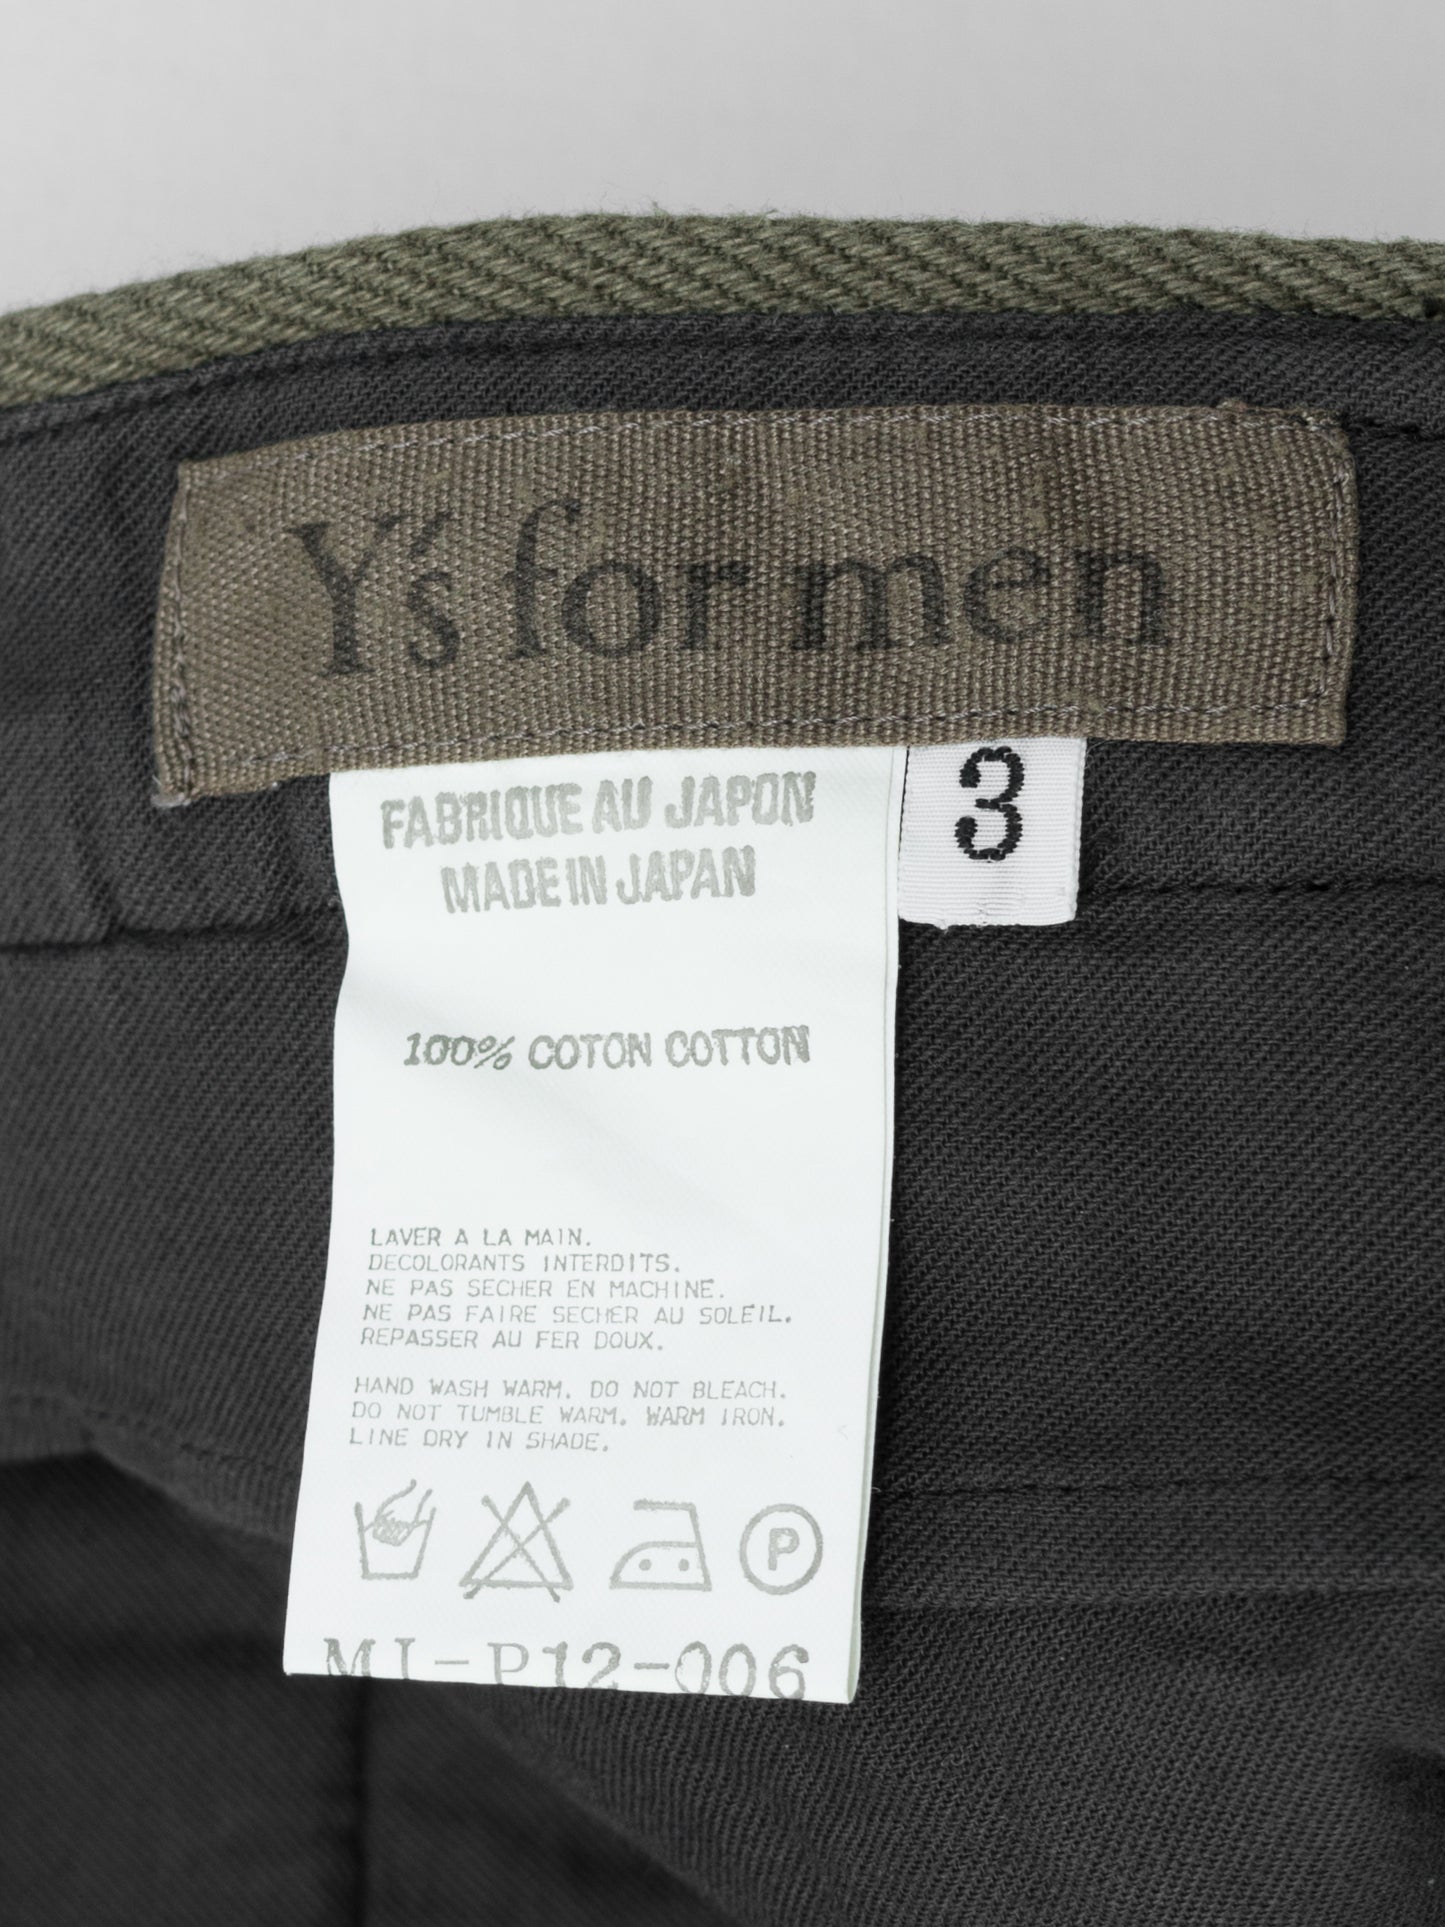 Y's for men
3
FABRIQUE AU JAPON
MADE IN JAPAN
100% COTON COTTON
LAVER A LA MAIN.
DECOLORANTS INTERDITS.
NE PAS SECHER EN MACHINE.
NE PAS FAIRE SECHER AU SOLEIL.
REPASSER AU FER DOUX.
HAND WASH WARM. DO NOT BLEACH.
DO NOT TUMBLE WARM. WARM IRON.
LINE DRY IN SHADE.
P
MI-P12-006